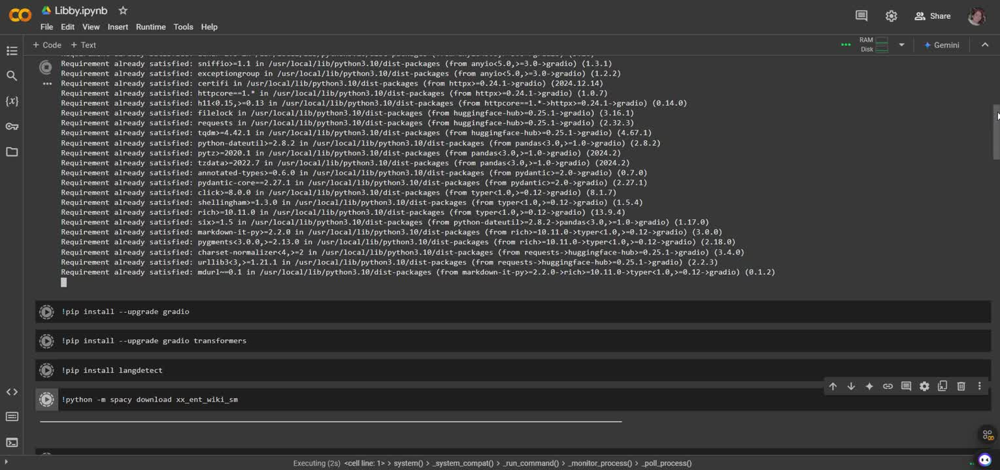 Libby.ipynb
File Edit View Insert Runtime Tools Help
Share
+ Code + Text
RAM
Disk
Gemini
Requirement already satisfied: sniffio>=1.1 in /usr/local/lib/python3.10/dist-packages (from anyio<5.0,>=3.0->gradio) (1.3.1)
Requirement already satisfied: exceptiongroup in /usr/local/lib/python3.10/dist-packages (from anyio<5.0,>=3.0->gradio) (1.2.2)
Requirement already satisfied: certifi in /usr/local/lib/python3.10/dist-packages (from httpx>=0.24.1->gradio) (2024.12.14)
Requirement already satisfied: httpcore==1.* in /usr/local/lib/python3.10/dist-packages (from httpx>=0.24.1->gradio) (1.0.7)
Requirement already satisfied: h11<0.15,>=0.13 in /usr/local/lib/python3.10/dist-packages (from httpcore==1.*->httpx>=0.24.1->gradio) (0.14.0)
Requirement already satisfied: filelock in /usr/local/lib/python3.10/dist-packages (from huggingface-hub>=0.25.1->gradio) (3.16.1)
Requirement already satisfied: requests in /usr/local/lib/python3.10/dist-packages (from huggingface-hub>=0.25.1->gradio) (2.32.3)
Requirement already satisfied: tqdm>=4.42.1 in /usr/local/lib/python3.10/dist-packages (from huggingface-hub>=0.25.1->gradio) (4.67.1)
Requirement already satisfied: python-dateutil>=2.8.2 in /usr/local/lib/python3.10/dist-packages (from pandas<3.0,>=1.0->gradio) (2.8.2)
Requirement already satisfied: pytz>=2020.1 in /usr/local/lib/python3.10/dist-packages (from pandas<3.0,>=1.0->gradio) (2024.2)
Requirement already satisfied: tzdata>=2022.7 in /usr/local/lib/python3.10/dist-packages (from pandas<3.0,>=1.0->gradio) (2024.2)
Requirement already satisfied: annotated-types>=0.6.0 in /usr/local/lib/python3.10/dist-packages (from pydantic>=2.0->gradio) (0.7.0)
Requirement already satisfied: pydantic-core==2.27.1 in /usr/local/lib/python3.10/dist-packages (from pydantic>=2.0->gradio) (2.27.1)
Requirement already satisfied: click>=8.0.0 in /usr/local/lib/python3.10/dist-packages (from typer<1.0,>=0.12->gradio) (8.1.7)
Requirement already satisfied: shellingham>=1.3.0 in /usr/local/lib/python3.10/dist-packages (from typer<1.0,>=0.12->gradio) (1.5.4)
Requirement already satisfied: rich>=10.11.0 in /usr/local/lib/python3.10/dist-packages (from typer<1.0,>=0.12->gradio) (13.9.4)
Requirement already satisfied: six>=1.5 in /usr/local/lib/python3.10/dist-packages (from python-dateutil>=2.8.2->pandas<3.0,>=1.0->gradio) (1.17.0)
Requirement already satisfied: markdown-it-py>=2.2.0 in /usr/local/lib/python3.10/dist-packages (from rich>=10.11.0->typer<1.0,>=0.12->gradio) (3.0.0)
Requirement already satisfied: pygments<3.0.0,>=2.13.0 in /usr/local/lib/python3.10/dist-packages (from rich>=10.11.0->typer<1.0,>=0.12->gradio) (2.18.0)
Requirement already satisfied: charset-normalizer<4,>=2 in /usr/local/lib/python3.10/dist-packages (from requests->huggingface-hub>=0.25.1->gradio) (3.4.0)
Requirement already satisfied: urllib3<3,>=1.21.1 in /usr/local/lib/python3.10/dist-packages (from requests->huggingface-hub>=0.25.1->gradio) (2.2.3)
Requirement already satisfied: mdurl~=0.1 in /usr/local/lib/python3.10/dist-packages (from markdown-it-py>=2.2.0->rich>=10.11.0->typer<1.0,>=0.12->gradio) (0.1.2)
!pip install --upgrade gradio
!pip install --upgrade gradio transformers
!pip install langdetect
!python -m spacy download xx_ent_wiki_sm
Executing (2s) <cell line: 1> > system() > _system_compat() > _run_command() > _monitor_process() > _poll_process()